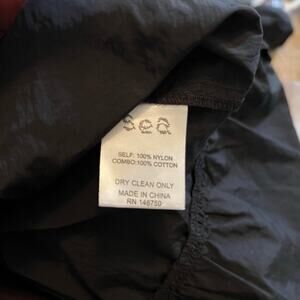 sea
SELF: 100% NYLON
COMBO:100% COTTON
DRY CLEAN ONLY
MADE IN CHINA
RN 146750